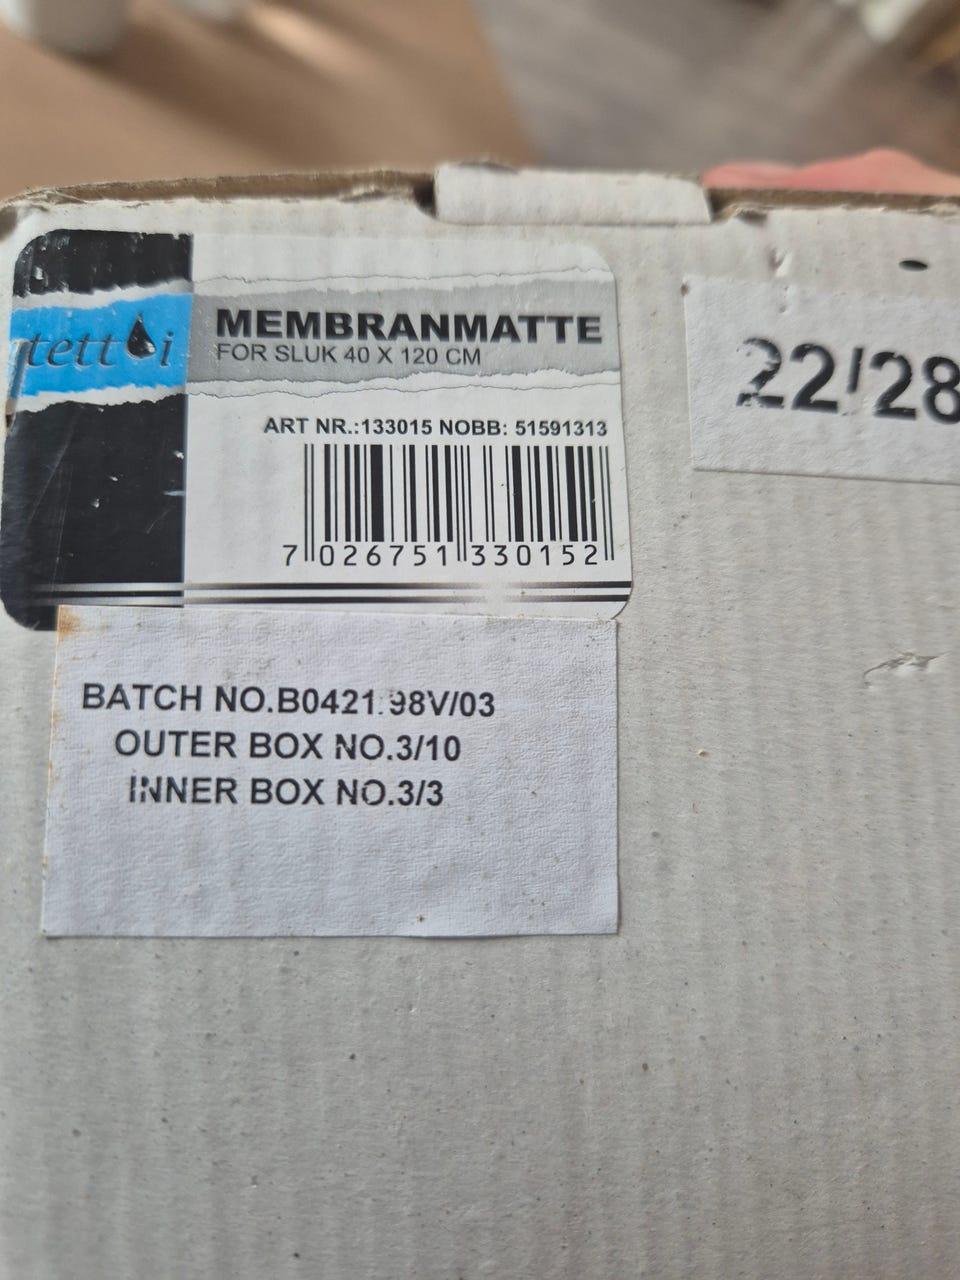 tett i
MEMBRANMATTE
FOR SLUK 40 X 120 CM
ART NR.:133015 NOBB: 51591313
7 026751 330152
22/28
BATCH NO.B0421.98V/03
OUTER BOX NO.3/10
INNER BOX NO.3/3